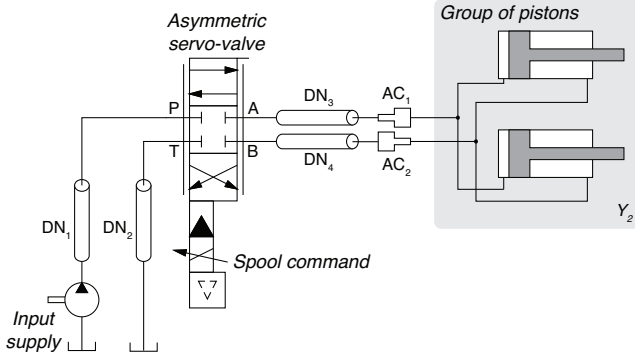 Asymmetric
servo-valve
Group of pistons
P
A
T
B
DN3
DN4
AC1
AC2
DN1
DN2
Y2
Spool command
Input
supply